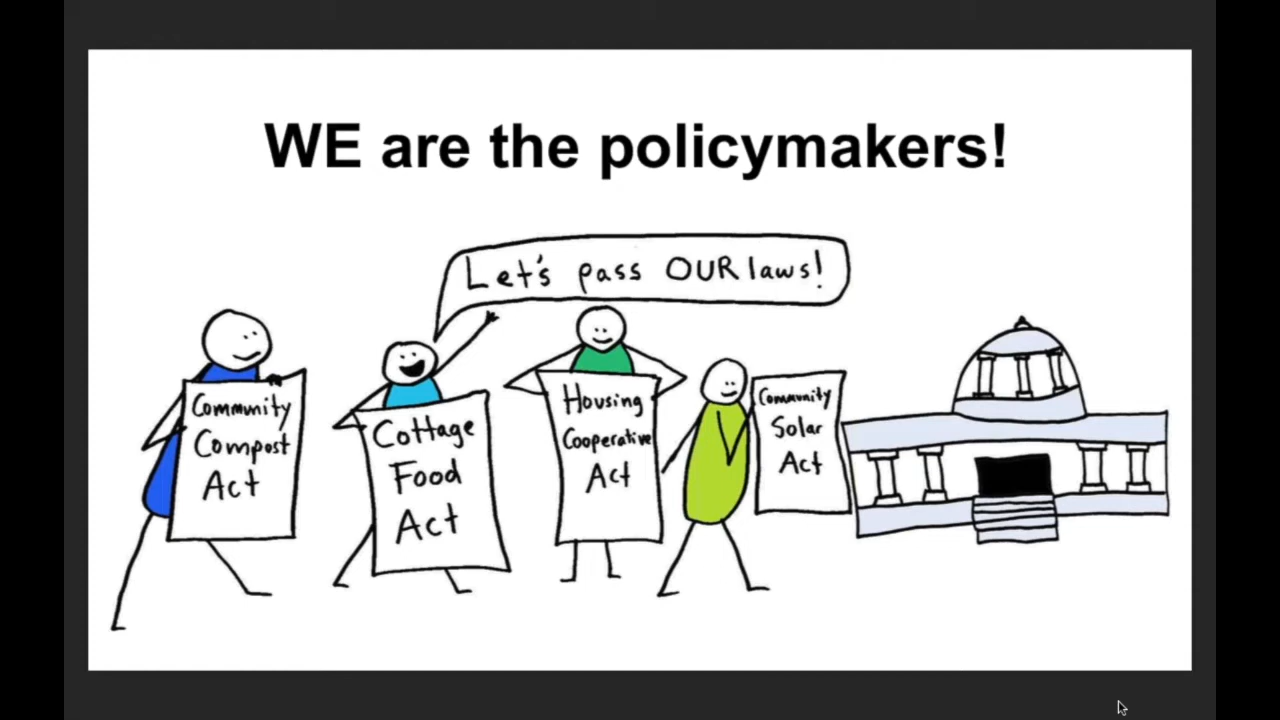 WE are the policymakers!
Let's pass OUR laws!
Community
Compost
Act
Cottage
Food
Act
Housing
Cooperative
Act
Community
Solar
Act